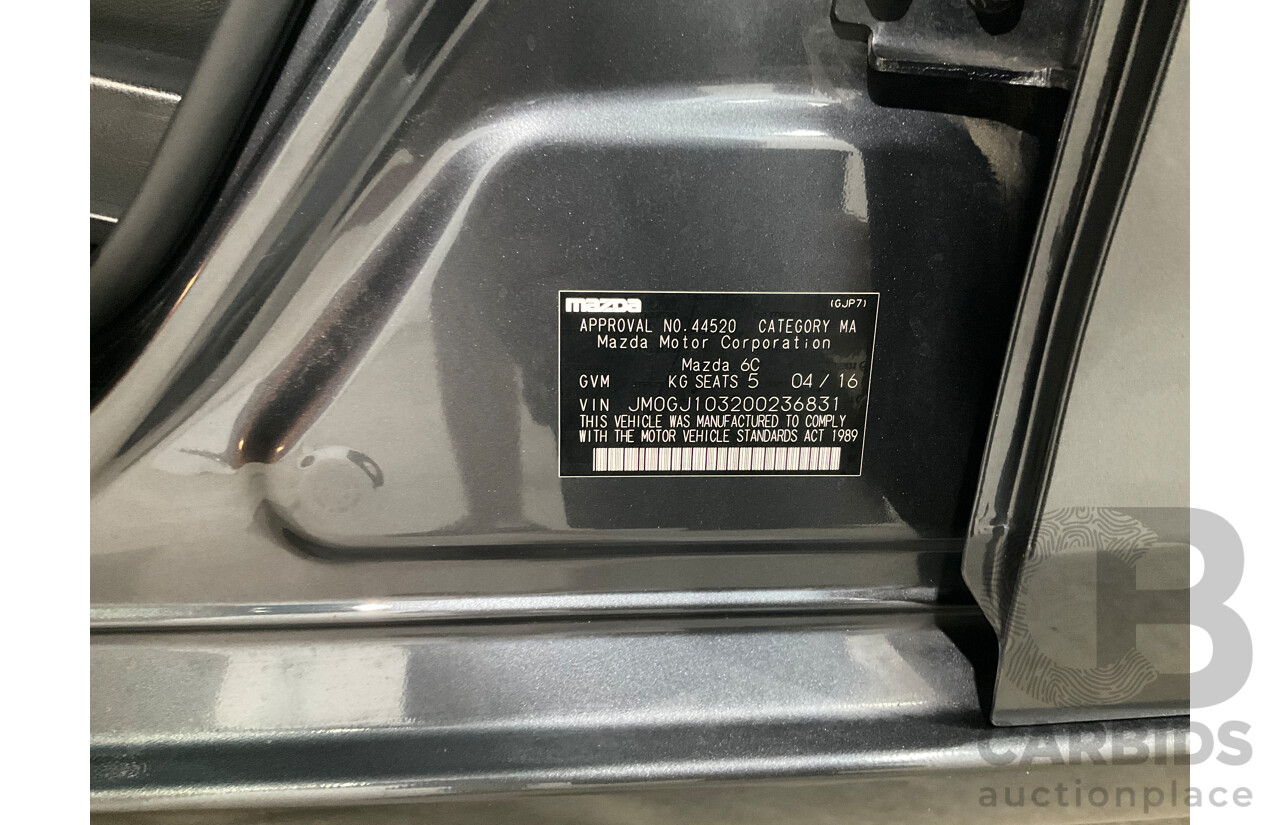 mazda (GJP7)
APPROVAL NO.44520 CATEGORY MA
Mazda Motor Corporation
Mazda 6C
GVM KG SEATS 5 04/16
VIN JM0GJ103200236831
THIS VEHICLE WAS MANUFACTURED TO COMPLY
WITH THE MOTOR VEHICLE STANDARDS ACT 1989
CARBIDS
auctionplace